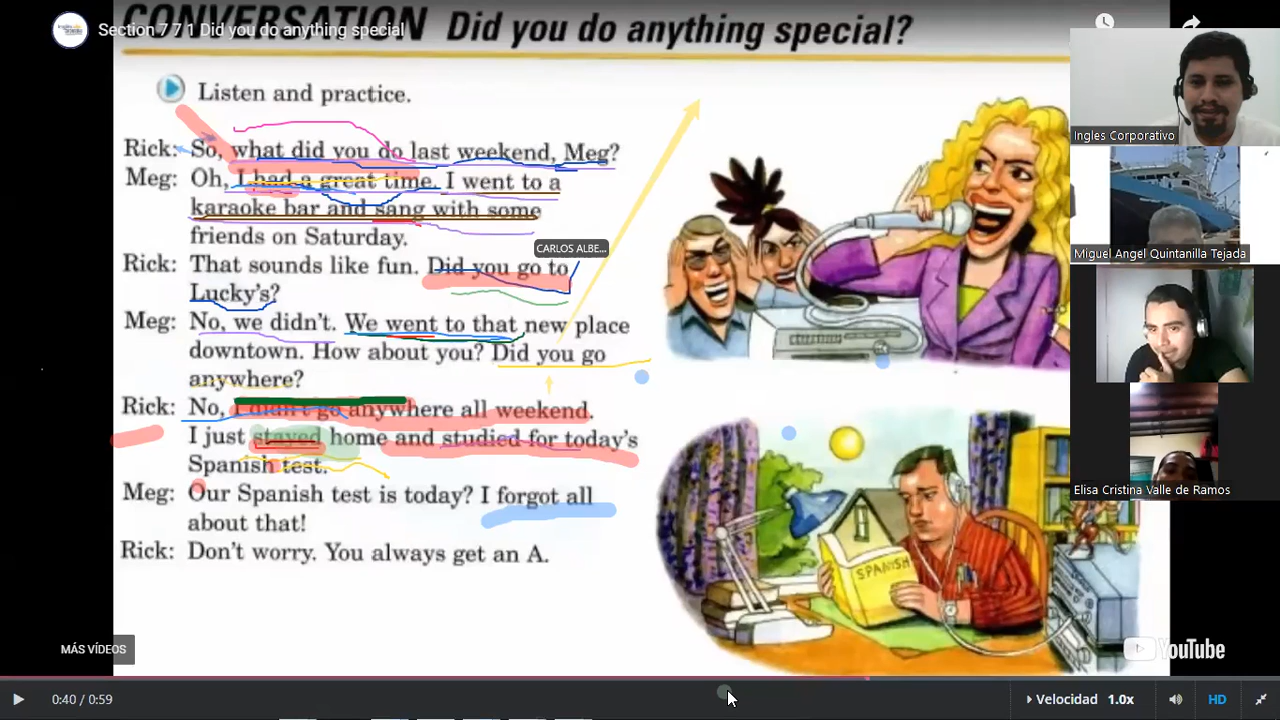 CONVERSATION Did you do anything special?
Section 7 7 1 Did you do anything special
Listen and practice.
Rick: So, what did you do last weekend, Meg?
Meg: Oh, I had a great time. I went to a
karaoke bar and sang with some
friends on Saturday.
CARLOS ALBE...
Rick: That sounds like fun. Did you go to
Lucky's?
Meg: No, we didn't. We went to that new place
downtown. How about you? Did you go
anywhere?
Rick: No, I didn't go anywhere all weekend.
I just stayed home and studied for today's
Spanish test.
Meg: Our Spanish test is today? I forgot all
about that!
Rick: Don't worry. You always get an A.
SPANISH
Ingles Corporativo
Miguel Angel Quintanilla Tejada
Elisa Cristina Valle de Ramos
MÁS VÍDEOS
YouTube
0:40 / 0:59
Velocidad 1.0x
HD